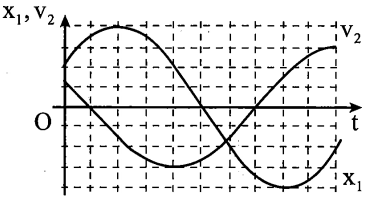 x₁, v₂
v₂
O
t
x₁